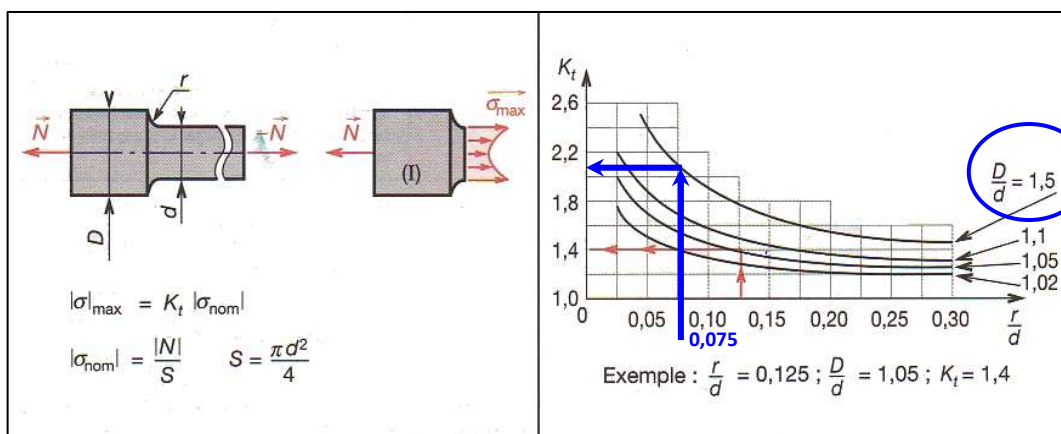 r
σmax
N
-N
N
(I)
D
d
|σ|max = Kt |σnom|
|σnom| = |N|/S S = πd²/4
Kt
2,6
2,2
1,8
1,4
1,0
0
0,05
0,10
0,15
0,20
0,25
0,30
r/d
0,075
D/d = 1,5
1,1
1,05
1,02
Exemple : r/d = 0,125 ; D/d = 1,05 ; Kt = 1,4